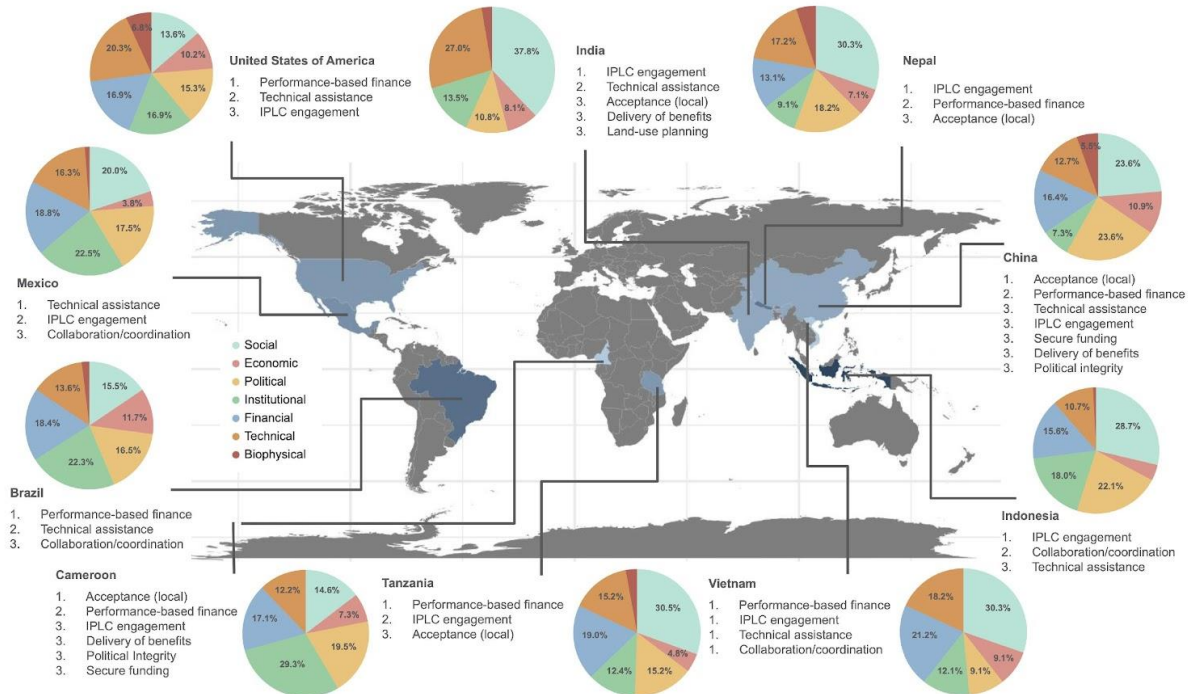 6.8%
13.6%
10.2%
15.3%
16.9%
16.9%
20.3%
United States of America
1. Performance-based finance
2. Technical assistance
3. IPLC engagement
37.8%
8.1%
10.8%
13.5%
27.0%
India
1. IPLC engagement
2. Technical assistance
3. Acceptance (local)
3. Delivery of benefits
3. Land-use planning
30.3%
7.1%
18.2%
9.1%
13.1%
17.2%
Nepal
1. IPLC engagement
2. Performance-based finance
3. Acceptance (local)
20.0%
3.8%
17.5%
22.5%
18.8%
16.3%
Mexico
1. Technical assistance
2. IPLC engagement
3. Collaboration/coordination
5.5%
23.6%
10.9%
23.6%
7.3%
16.4%
12.7%
China
1. Acceptance (local)
2. Performance-based finance
3. Technical assistance
3. IPLC engagement
3. Secure funding
3. Delivery of benefits
3. Political integrity
Social
Economic
Political
Institutional
Financial
Technical
Biophysical
15.5%
11.7%
16.5%
22.3%
18.4%
13.6%
Brazil
1. Performance-based finance
2. Technical assistance
3. Collaboration/coordination
28.7%
22.1%
18.0%
15.6%
10.7%
Indonesia
1. IPLC engagement
2. Collaboration/coordination
3. Technical assistance
Cameroon
1. Acceptance (local)
2. Performance-based finance
3. IPLC engagement
3. Delivery of benefits
3. Political Integrity
3. Secure funding
14.6%
7.3%
19.5%
29.3%
17.1%
12.2%
Tanzania
1. Performance-based finance
2. IPLC engagement
3. Acceptance (local)
30.5%
4.8%
15.2%
12.4%
19.0%
15.2%
Vietnam
1. Performance-based finance
1. IPLC engagement
1. Technical assistance
1. Collaboration/coordination
30.3%
9.1%
9.1%
12.1%
21.2%
18.2%